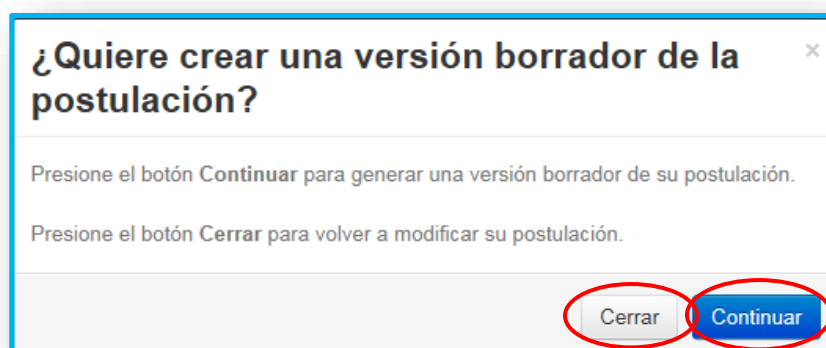 ¿Quiere crear una versión borrador de la
postulación?
×
Presione el botón Continuar para generar una versión borrador de su postulación.
Presione el botón Cerrar para volver a modificar su postulación.
Cerrar
Continuar